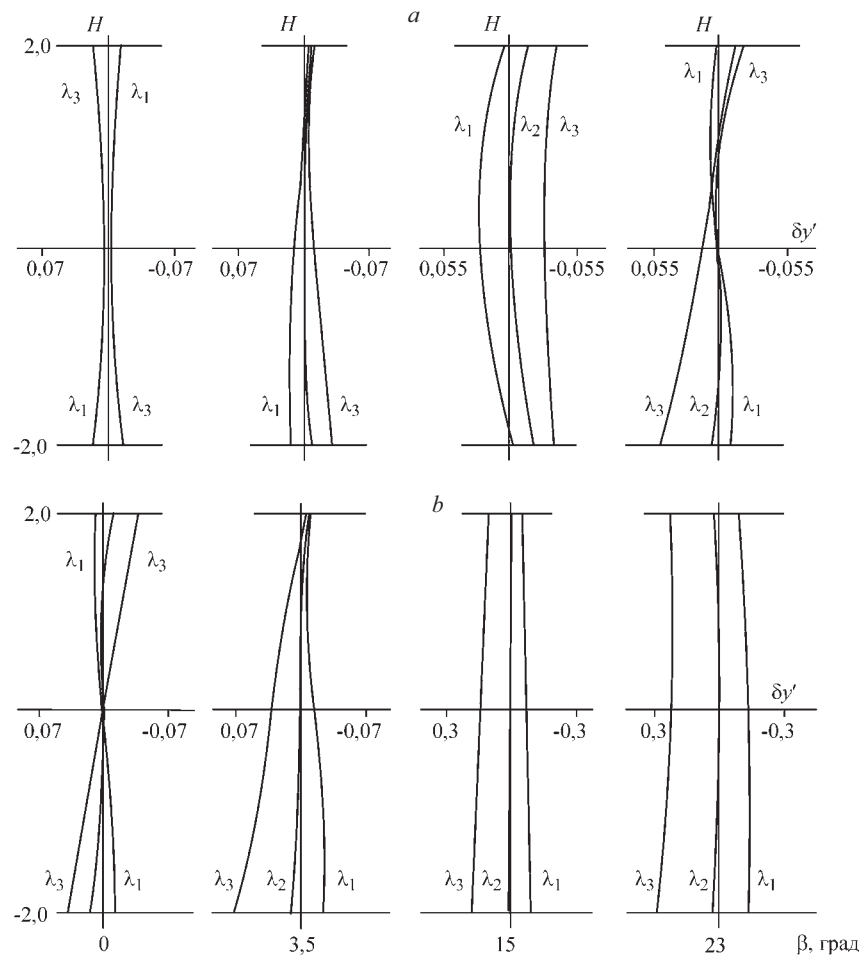 H H a H H
2,0
λ₃ λ₁ λ₁ λ₂ λ₃ λ₁ λ₃
δy′
0,07 -0,07 0,07 -0,07 0,055 -0,055 0,055 -0,055
λ₁ λ₃ λ₁ λ₃ λ₃ λ₂ λ₁
-2,0
b
2,0
λ₁ λ₃
δy′
0,07 -0,07 0,07 -0,07 0,3 -0,3 0,3 -0,3
λ₃ λ₁ λ₃ λ₂ λ₁ λ₃ λ₂ λ₁ λ₃ λ₂ λ₁
-2,0
0 3,5 15 23 β, град